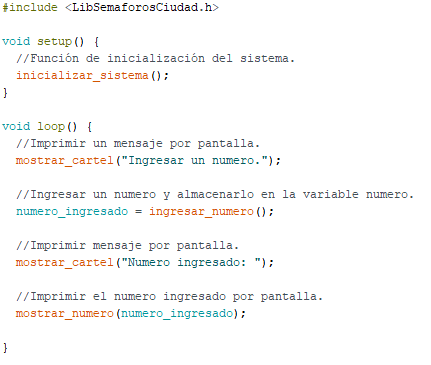 #include <LibSemaforosCiudad.h>
void setup() {
//Función de inicialización del sistema.
inicializar_sistema();
}
void loop() {
//Imprimir un mensaje por pantalla.
mostrar_cartel("Ingresar un numero.");
//Ingresar un numero y almacenarlo en la variable numero.
numero_ingresado = ingresar_numero();
//Imprimir mensaje por pantalla.
mostrar_cartel("Numero ingresado: ");
//Imprimir el numero ingresado por pantalla.
mostrar_numero(numero_ingresado);
}